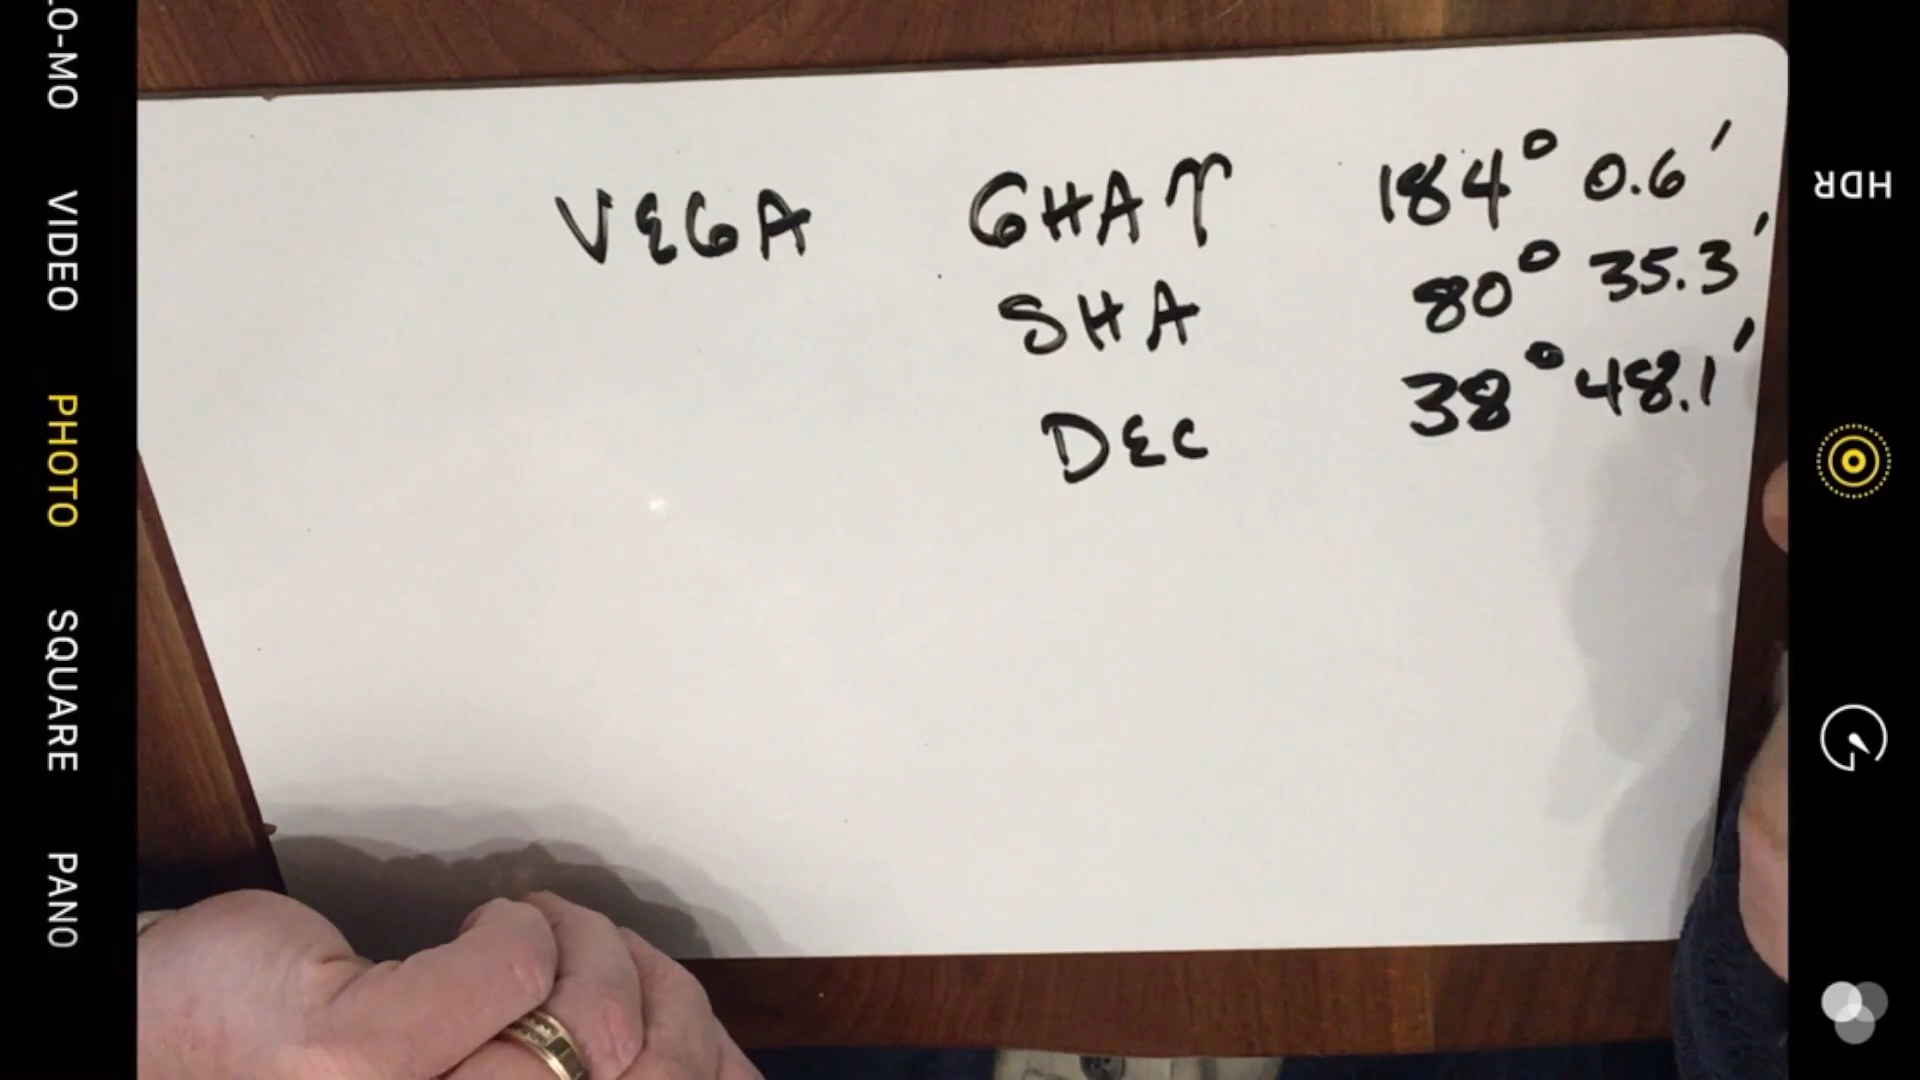 LO-MO
VIDEO
PHOTO
SQUARE
PANO
VEGA GHA♈ 184° 0.6′
SHA 80° 35.3′
DEC 38° 48.1′
HDR